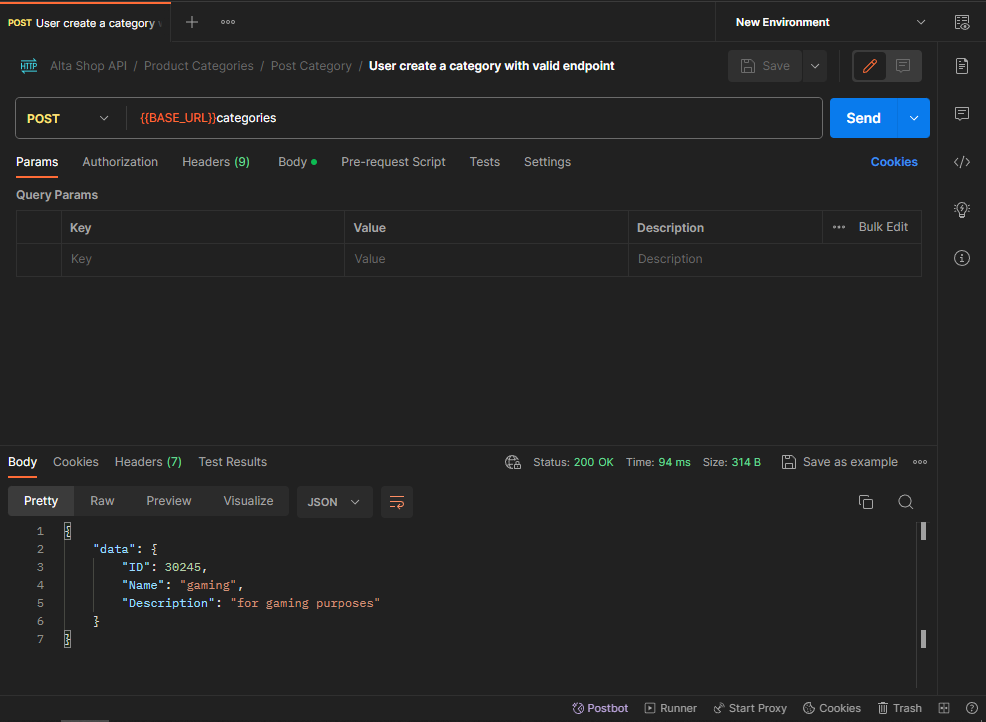 POST User create a category
New Environment
HTTP Alta Shop API / Product Categories / Post Category / User create a category with valid endpoint
Save
POST {{BASE_URL}}categories
Send
Params Authorization Headers (9) Body Pre-request Script Tests Settings Cookies
Query Params
Key Value Description Bulk Edit
Key Value Description
Body Cookies Headers (7) Test Results Status: 200 OK Time: 94 ms Size: 314 B Save as example
Pretty Raw Preview Visualize JSON
1 {
2 "data": {
3 "ID": 30245,
4 "Name": "gaming",
5 "Description": "for gaming purposes"
6 }
7 }
Postbot Runner Start Proxy Cookies Trash